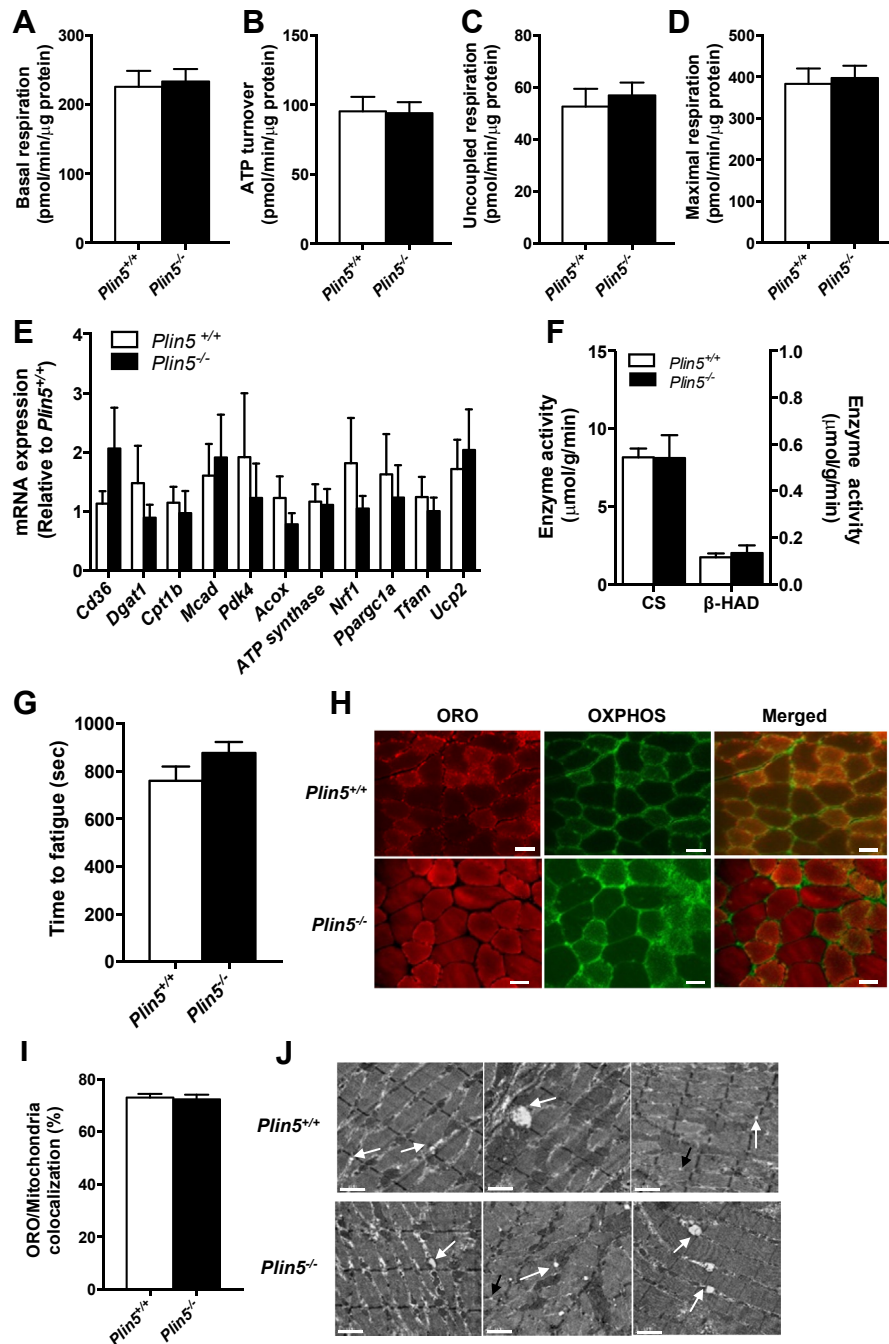 A
Basal respiration
(pmol/min/μg protein)
300
200
100
0
Plin5+/+
Plin5-/-
B
ATP turnover
(pmol/min/μg protein)
150
100
50
0
Plin5+/+
Plin5-/-
C
Uncoupled respiration
(pmol/min/μg protein)
80
60
40
20
0
Plin5+/+
Plin5-/-
D
Maximal respiration
(pmol/min/μg protein)
500
400
300
200
100
0
Plin5+/+
Plin5-/-
E
Plin5 +/+
Plin5-/-
mRNA expression
(Relative to Plin5+/+)
4
3
2
1
0
Cd36
Dgat1
Cpt1b
Mcad
Pdk4
Acox
ATP synthase
Nrf1
Ppargc1a
Tfam
Ucp2
F
Plin5+/+
Plin5-/-
Enzyme activity
(μmol/g/min)
15
10
5
0
1.0
0.8
0.6
0.4
0.2
0.0
Enzyme activity
(μmol/g/min)
CS
β-HAD
G
Time to fatigue (sec)
1000
800
600
400
200
0
Plin5+/+
Plin5-/-
H
ORO
OXPHOS
Merged
Plin5+/+
Plin5-/-
I
ORO/Mitochondria
colocalization (%)
80
60
40
20
0
Plin5+/+
Plin5-/-
J
Plin5+/+
Plin5-/-